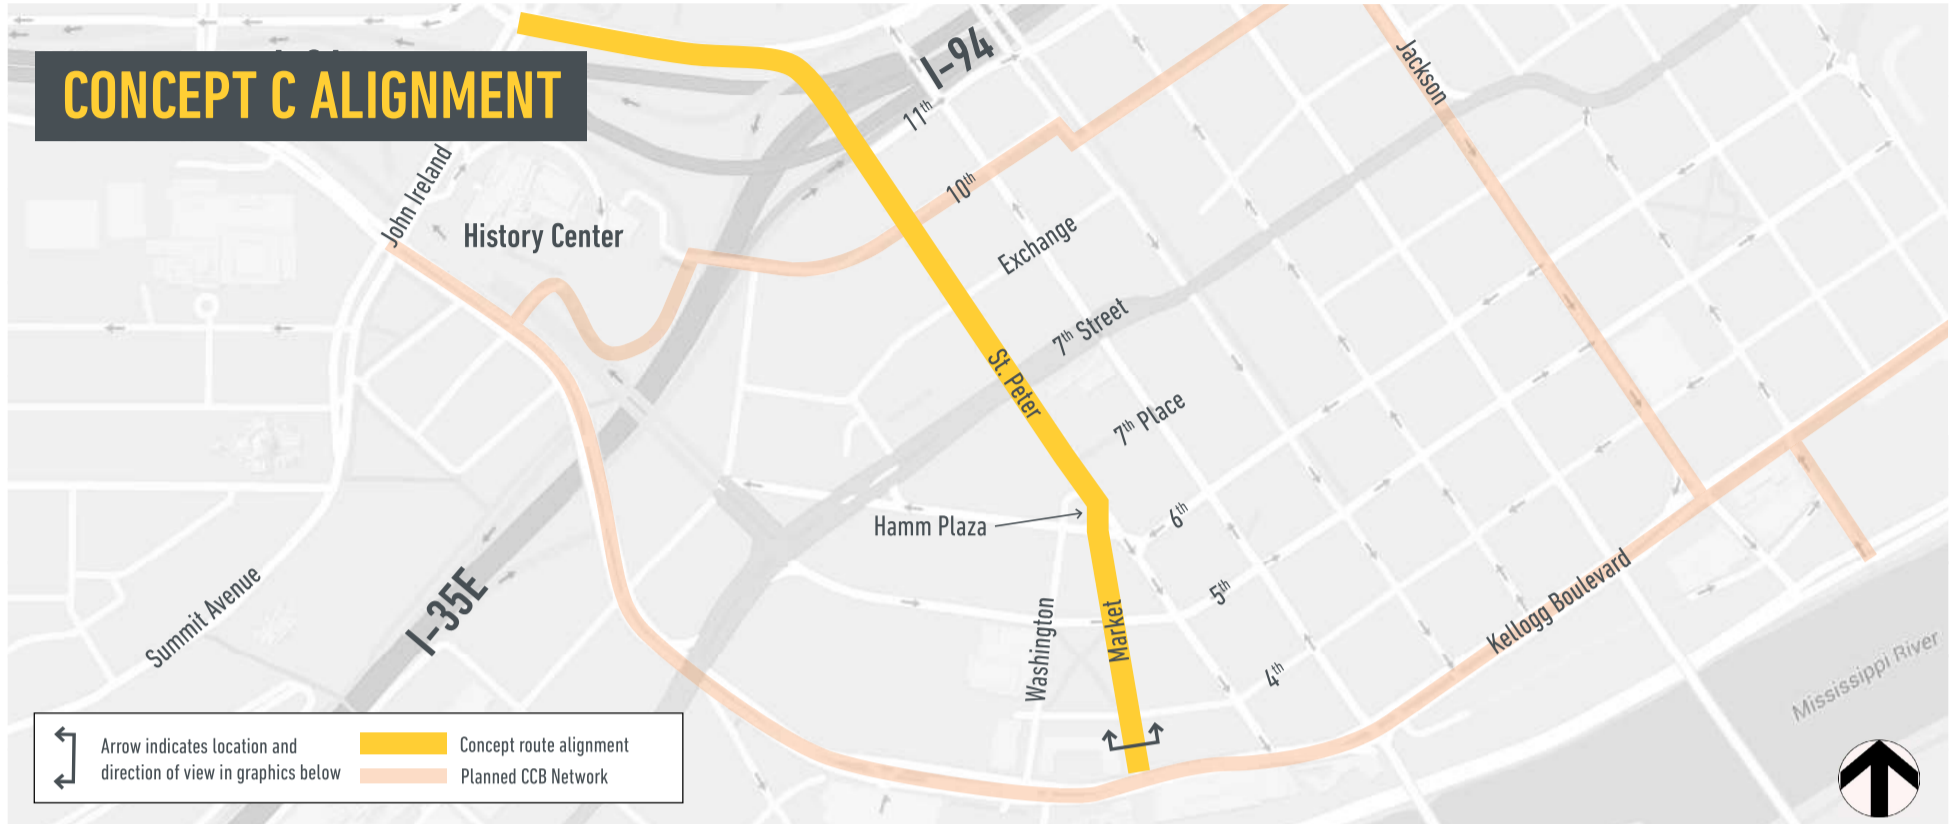 CONCEPT C ALIGNMENT
I-94
11th
10th
Jackson
John Ireland
History Center
Exchange
7th Street
St. Peter
7th Place
Hamm Plaza
6th
5th
4th
Washington
Market
Kellogg Boulevard
Mississippi River
Summit Avenue
I-35E
Arrow indicates location and
direction of view in graphics below
Concept route alignment
Planned CCB Network